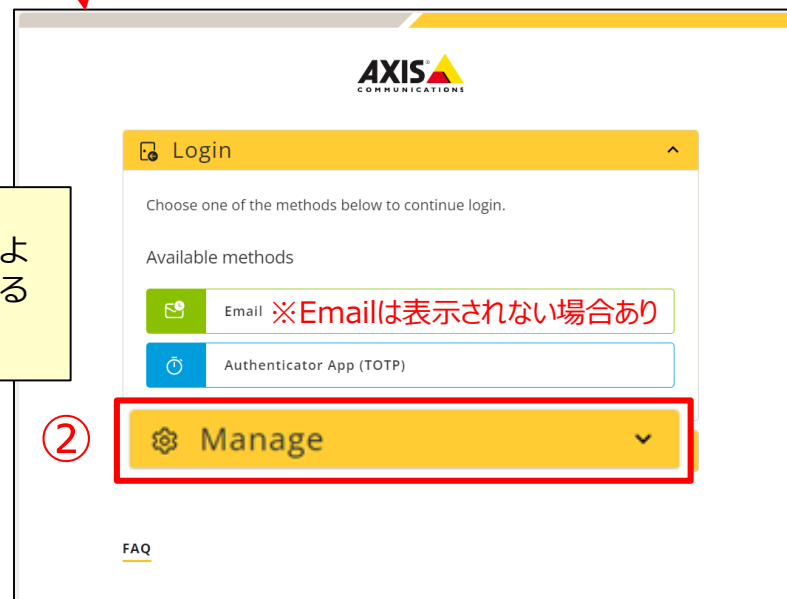 AXIS
COMMUNICATIONS
Login
Choose one of the methods below to continue login.
よ
る
Available methods
Email ※Emailは表示されない場合あり
Authenticator App (TOTP)
② Manage
FAQ